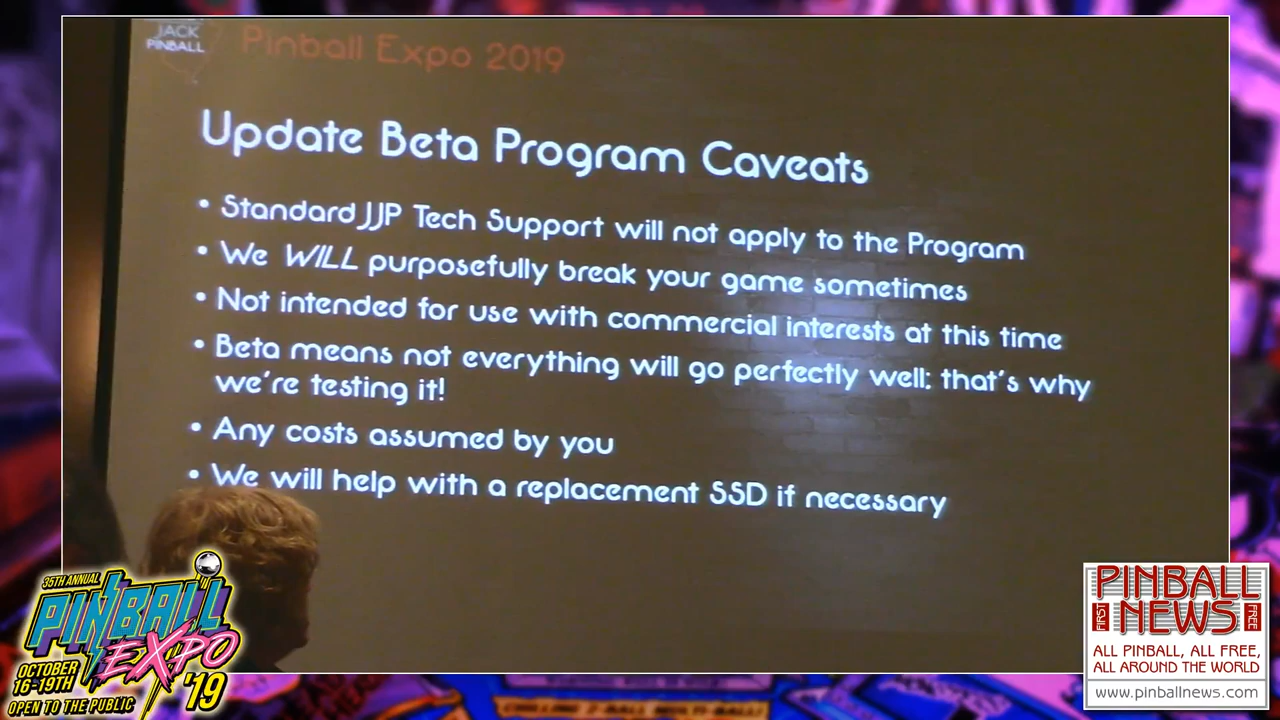 JACK
PINBALL
Pinball Expo 2019
Update Beta Program Caveats
• Standard JJP Tech Support will not apply to the Program
• We WILL purposefully break your game sometimes
• Not intended for use with commercial interests at this time
• Beta means not everything will go perfectly well; that's why
we're testing it!
• Any costs assumed by you
• We will help with a replacement SSD if necessary
35TH ANNUAL
PINBALL
EXPO
OCTOBER
16-19TH
'19
OPEN TO THE PUBLIC
PINBALL
FIRST NEWS FREE
ALL PINBALL, ALL FREE,
ALL AROUND THE WORLD
www.pinballnews.com